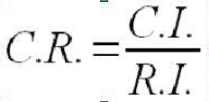 C.R. = C.I. / R.I.